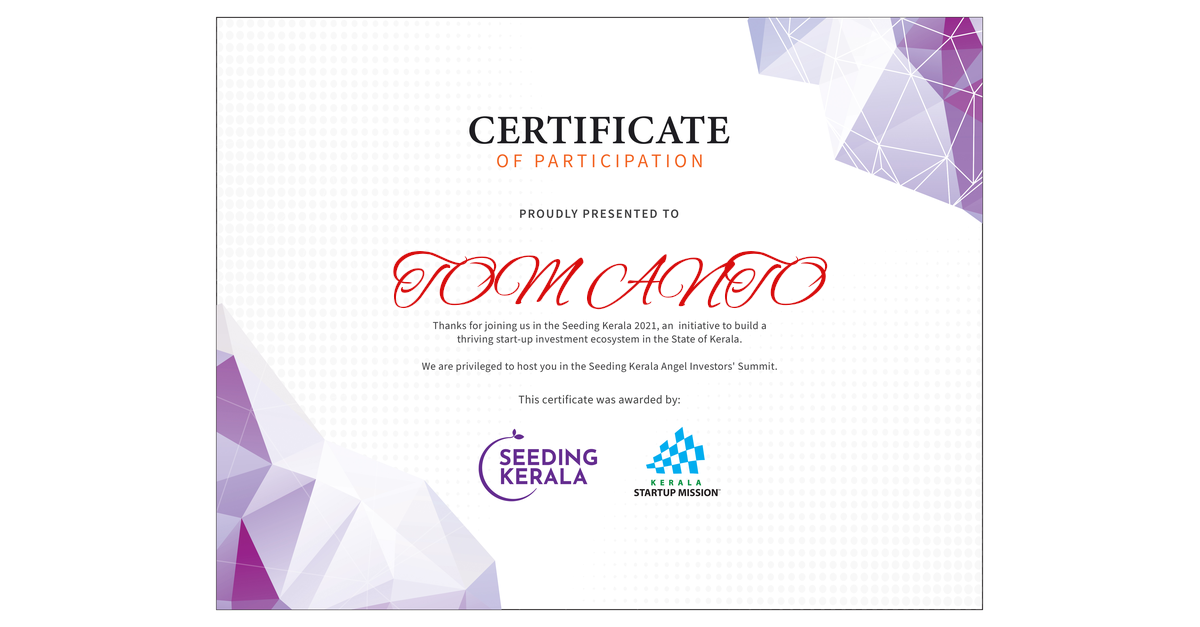 CERTIFICATE
OF PARTICIPATION
PROUDLY PRESENTED TO
TOM ANTO
Thanks for joining us in the Seeding Kerala 2021, an initiative to build a
thriving start-up investment ecosystem in the State of Kerala.
We are privileged to host you in the Seeding Kerala Angel Investors' Summit.
This certificate was awarded by:
SEEDING
KERALA
KERALA
STARTUP MISSION